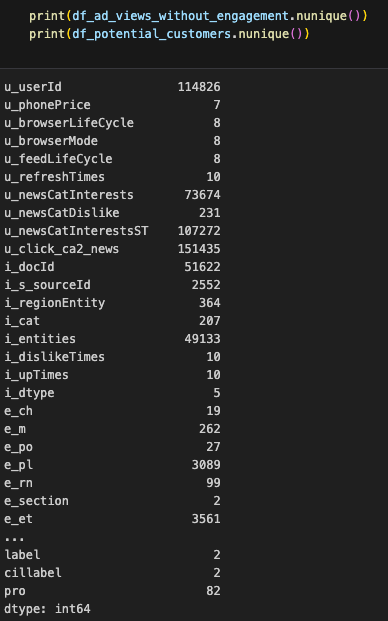 print(df_ad_views_without_engagement.nunique())
print(df_potential_customers.nunique())
u_userId 114826
u_phonePrice 7
u_browserLifeCycle 8
u_browserMode 8
u_feedLifeCycle 8
u_refreshTimes 10
u_newsCatInterests 73674
u_newsCatDislike 231
u_newsCatInterestsST 107272
u_click_ca2_news 151435
i_docId 51622
i_s_sourceId 2552
i_regionEntity 364
i_cat 207
i_entities 49133
i_dislikeTimes 10
i_upTimes 10
i_dtype 5
e_ch 19
e_m 262
e_po 27
e_pl 3089
e_rn 99
e_section 2
e_et 3561
...
label 2
cillabel 2
pro 82
dtype: int64